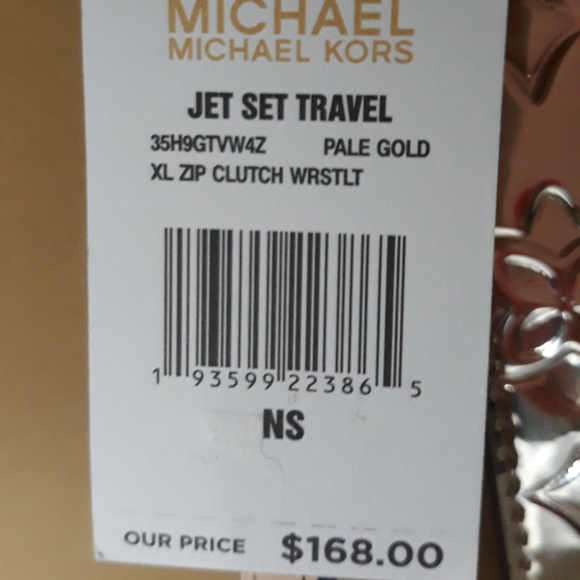 MICHAEL
MICHAEL KORS
JET SET TRAVEL
35H9GTVW4Z PALE GOLD
XL ZIP CLUTCH WRSTLT
1 93599 22386 5
NS
OUR PRICE $168.00